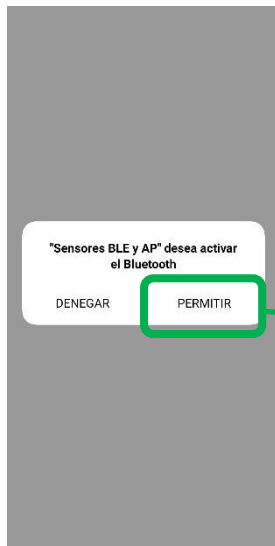 "Sensores BLE y AP" desea activar
el Bluetooth
DENEGAR PERMITIR